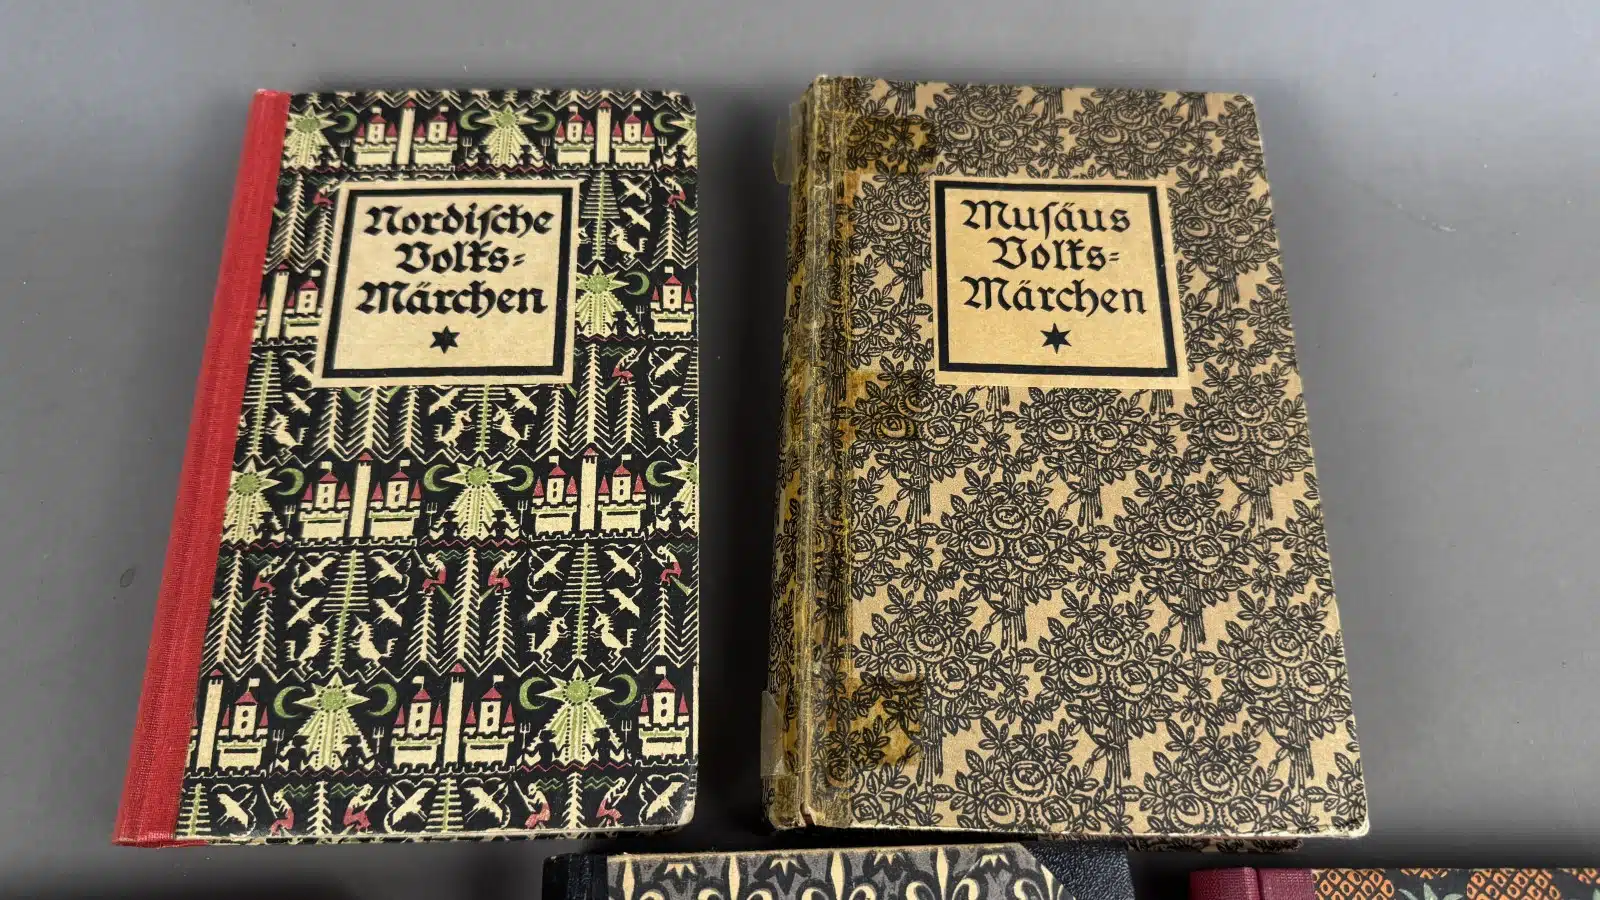 Nordiſche
Volks-
Märchen
Muſäus
Volks-
Märchen